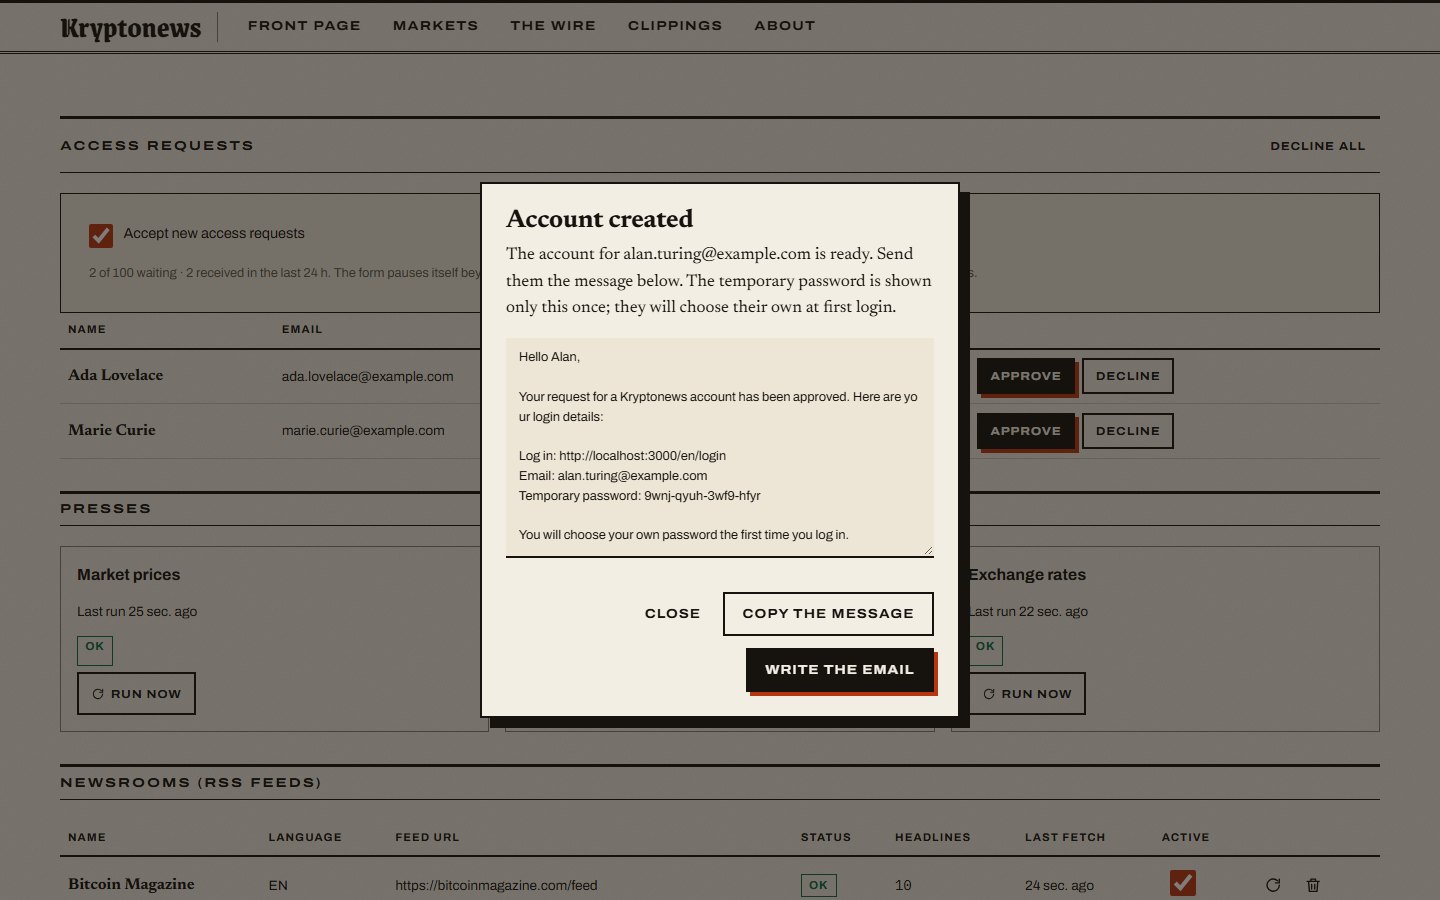 Kryptonews
FRONT PAGE
MARKETS
THE WIRE
CLIPPINGS
ABOUT
ACCESS REQUESTS
DECLINE ALL
Accept new access requests
2 of 100 waiting · 2 received in the last 24 h. The form pauses itself bey
s.
NAME
EMAIL
Ada Lovelace
ada.lovelace@example.com
APPROVE
DECLINE
Marie Curie
marie.curie@example.com
APPROVE
DECLINE
Account created
The account for alan.turing@example.com is ready. Send
them the message below. The temporary password is shown
only this once; they will choose their own at first login.
Hello Alan,
Your request for a Kryptonews account has been approved. Here are yo
ur login details:
Log in: http://localhost:3000/en/login
Email: alan.turing@example.com
Temporary password: 9wnj-qyuh-3wf9-hfyr
You will choose your own password the first time you log in.
CLOSE
COPY THE MESSAGE
WRITE THE EMAIL
PRESSES
Market prices
Last run 25 sec. ago
OK
RUN NOW
Exchange rates
Last run 22 sec. ago
OK
RUN NOW
NEWSROOMS (RSS FEEDS)
NAME
LANGUAGE
FEED URL
STATUS
HEADLINES
LAST FETCH
ACTIVE
Bitcoin Magazine
EN
https://bitcoinmagazine.com/feed
OK
10
24 sec. ago